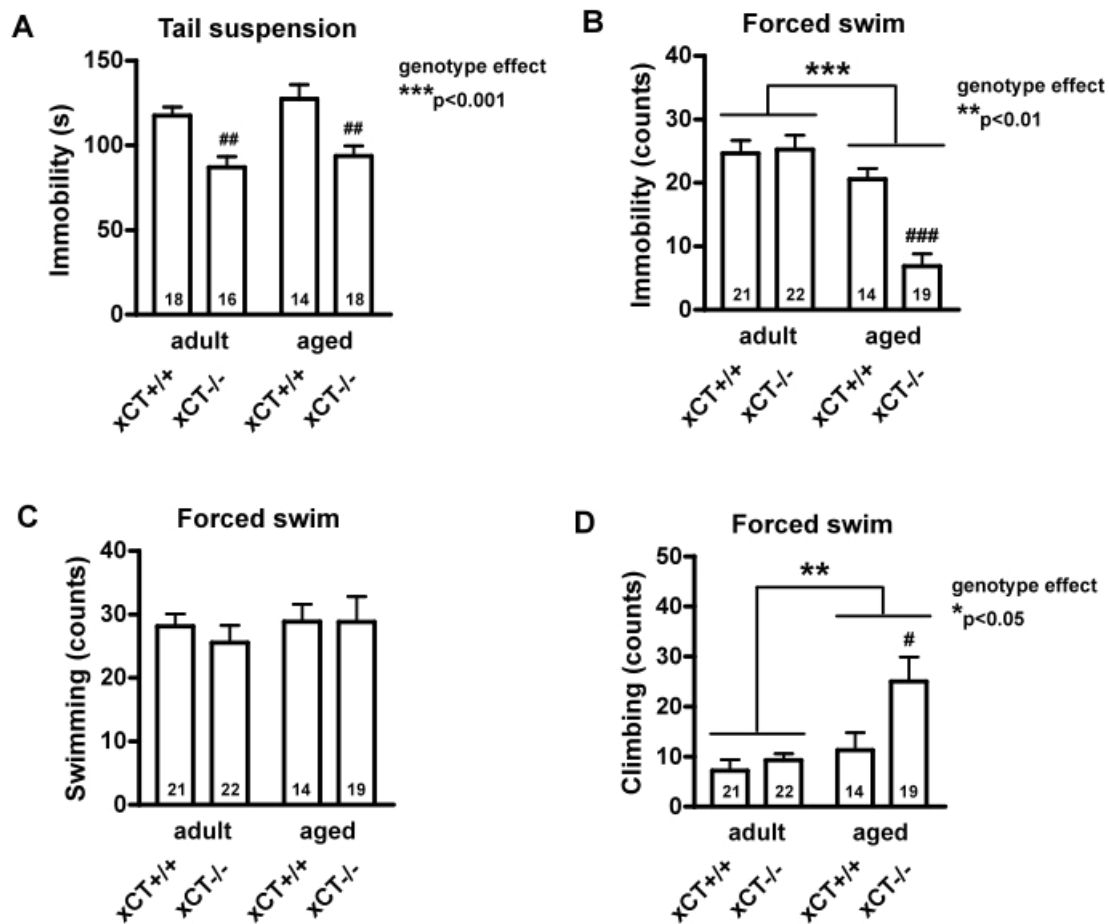 A
Tail suspension
Immobility (s)
150
100
50
0
##
##
18
16
14
18
adult
aged
xCT+/+
xCT-/-
xCT+/+
xCT-/-
genotype effect
***p<0.001
B
Forced swim
Immobility (counts)
40
30
20
10
0
***
###
21
22
14
19
adult
aged
xCT+/+
xCT-/-
xCT+/+
xCT-/-
genotype effect
**p<0.01
C
Forced swim
Swimming (counts)
40
30
20
10
0
21
22
14
19
adult
aged
xCT+/+
xCT-/-
xCT+/+
xCT-/-
D
Forced swim
Climbing (counts)
50
40
30
20
10
0
**
#
21
22
14
19
adult
aged
xCT+/+
xCT-/-
xCT+/+
xCT-/-
genotype effect
*p<0.05